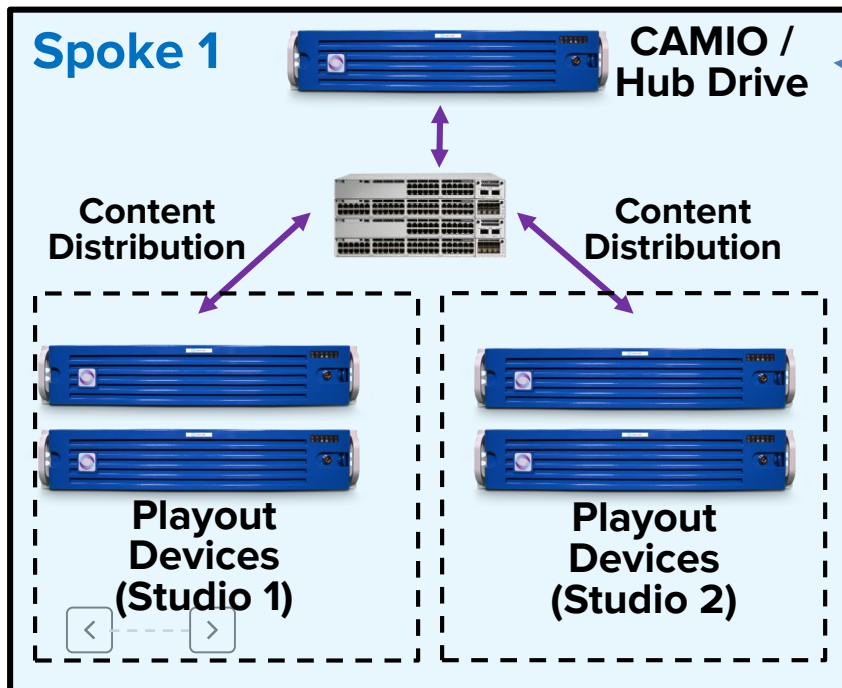 Spoke 1
CAMIO /
Hub Drive
Content
Distribution
Content
Distribution
Playout
Devices
(Studio 1)
Playout
Devices
(Studio 2)